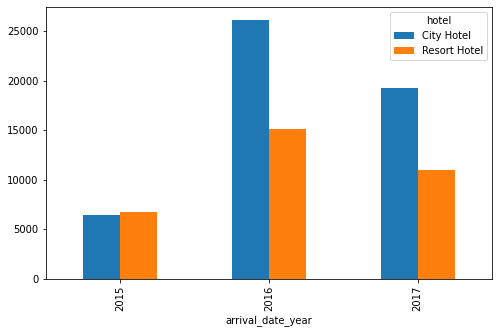 hotel
City Hotel
Resort Hotel
25000
20000
15000
10000
5000
0
2015
2016
2017
arrival_date_year